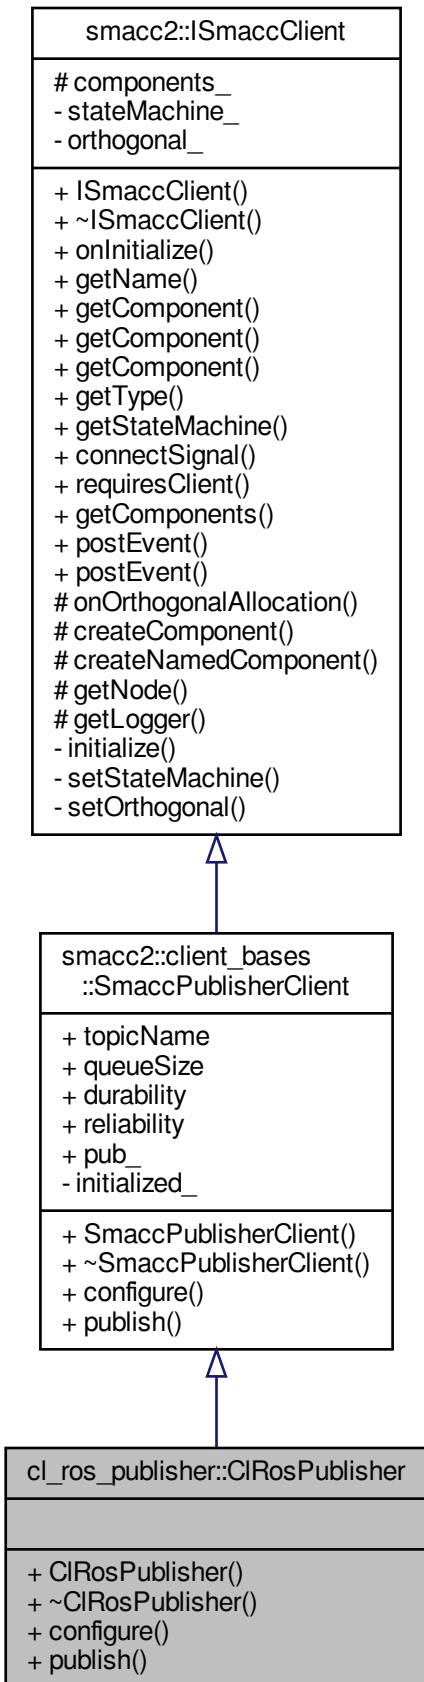 smacc2::ISmaccClient
# components_
- stateMachine_
- orthogonal_
+ ISmaccClient()
+ ~ISmaccClient()
+ onInitialize()
+ getName()
+ getComponent()
+ getComponent()
+ getComponent()
+ getType()
+ getStateMachine()
+ connectSignal()
+ requiresClient()
+ getComponents()
+ postEvent()
+ postEvent()
# onOrthogonalAllocation()
# createComponent()
# createNamedComponent()
# getNode()
# getLogger()
- initialize()
- setStateMachine()
- setOrthogonal()
smacc2::client_bases
::SmaccPublisherClient
+ topicName
+ queueSize
+ durability
+ reliability
+ pub_
- initialized_
+ SmaccPublisherClient()
+ ~SmaccPublisherClient()
+ configure()
+ publish()
cl_ros_publisher::ClRosPublisher
+ ClRosPublisher()
+ ~ClRosPublisher()
+ configure()
+ publish()